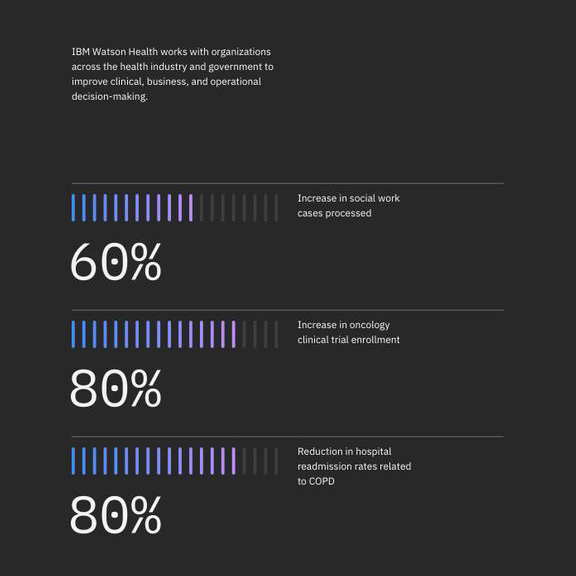 IBM Watson Health works with organizations
across the health industry and government to
improve clinical, business, and operational
decision-making.
Increase in social work
cases processed
60%
Increase in oncology
clinical trial enrollment
80%
Reduction in hospital
readmission rates related
to COPD
80%